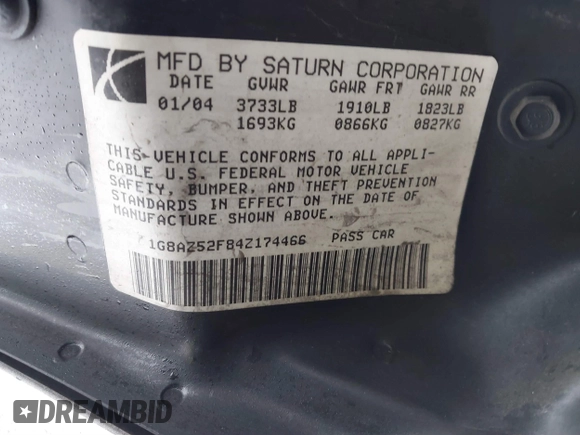 MFD BY SATURN CORPORATION
DATE GVWR GAWR FRT GAWR RR
01/04 3733LB 1910LB 1823LB
1693KG 0866KG 0827KG
THIS VEHICLE CONFORMS TO ALL APPLI-
CABLE U.S. FEDERAL MOTOR VEHICLE
SAFETY, BUMPER, AND THEFT PREVENTION
STANDARDS IN EFFECT ON THE DATE OF
MANUFACTURE SHOWN ABOVE.
1G8AZ52F84Z174466 PASS CAR
DREAMBID